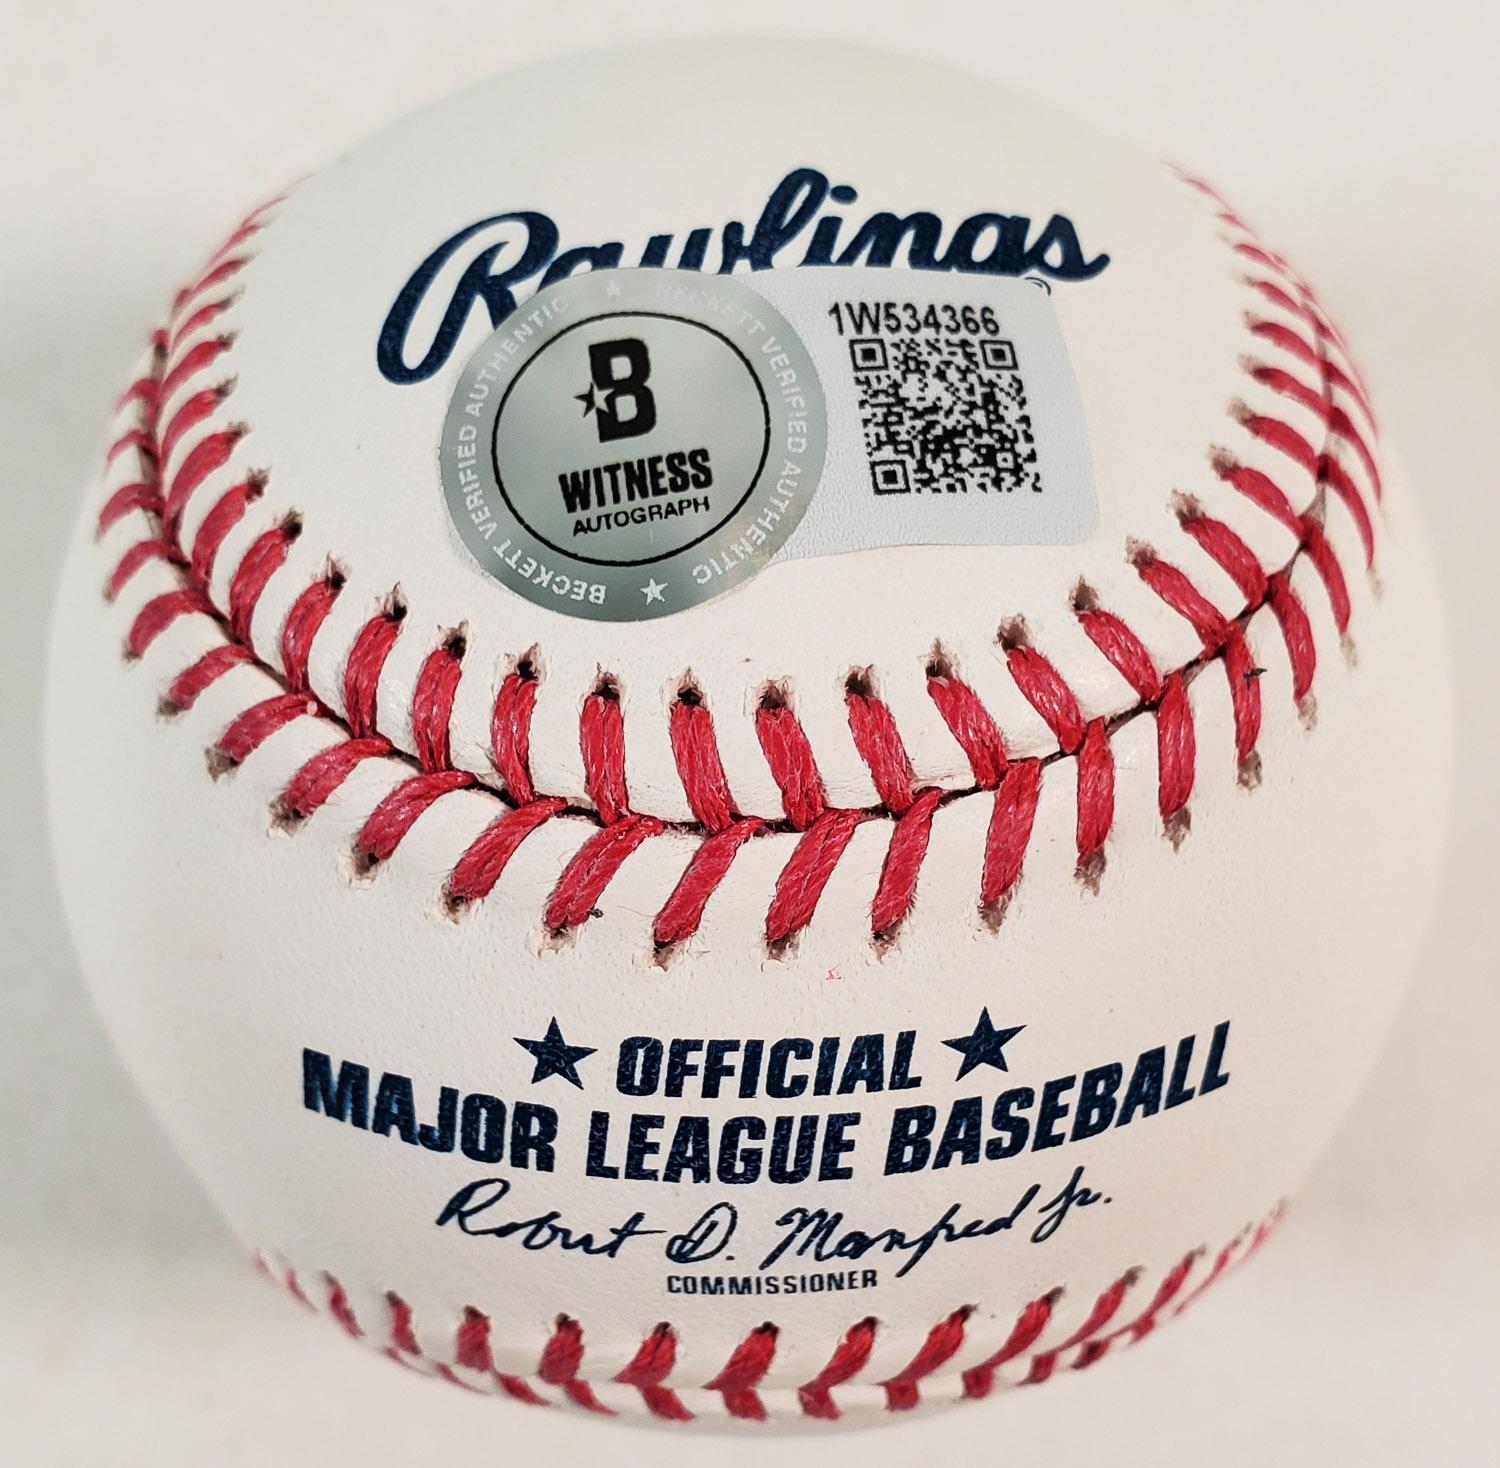 Rawlings
1W534366
BECKETT VERIFIED AUTHENTIC ★ BECKETT VERIFIED AUTHENTIC ★
B
WITNESS
AUTOGRAPH
★ OFFICIAL ★
MAJOR LEAGUE BASEBALL
Robert D. Manfred Jr.
COMMISSIONER